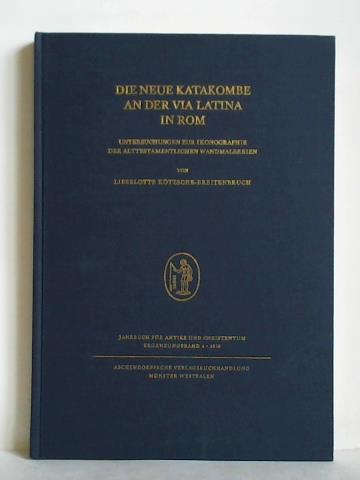 DIE NEUE KATAKOMBE
AN DER VIA LATINA
IN ROM
UNTERSUCHUNGEN ZUR IKONOGRAPHIE
DER ALTTESTAMENTLICHEN WANDMALEREIEN
VON
LIESELOTTE KÖTZSCHE-BREITENBRUCH
JAHRBUCH FÜR ANTIKE UND CHRISTENTUM
ERGÄNZUNGSBAND 4 · 1976
ASCHENDORFFSCHE VERLAGSBUCHHANDLUNG
MÜNSTER WESTFALEN